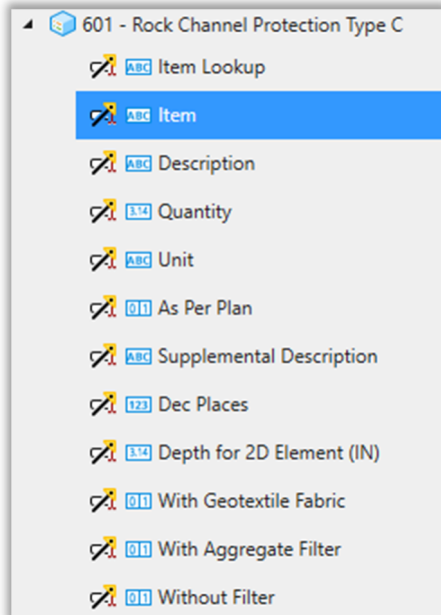 601 - Rock Channel Protection Type C
ABC Item Lookup
ABC Item
ABC Description
3.14 Quantity
ABC Unit
0 1 As Per Plan
ABC Supplemental Description
123 Dec Places
3.14 Depth for 2D Element (IN)
0 1 With Geotextile Fabric
0 1 With Aggregate Filter
0 1 Without Filter